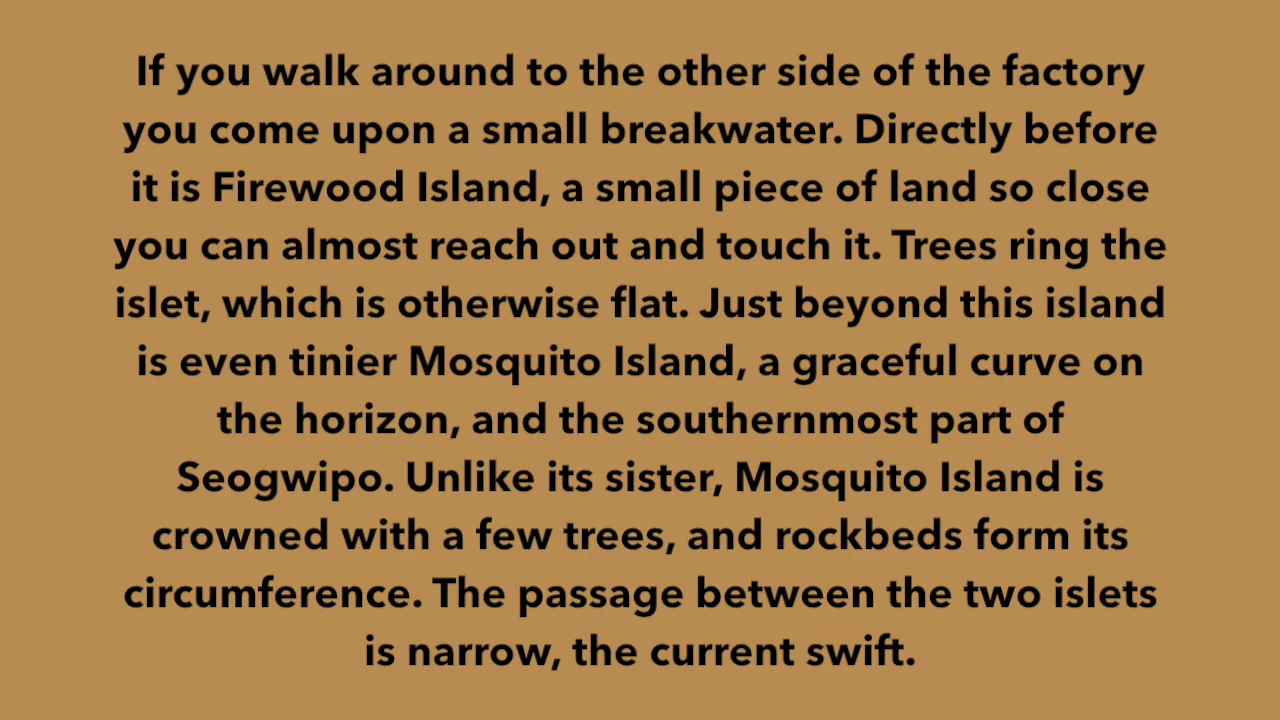 If you walk around to the other side of the factory
you come upon a small breakwater. Directly before
it is Firewood Island, a small piece of land so close
you can almost reach out and touch it. Trees ring the
islet, which is otherwise flat. Just beyond this island
is even tinier Mosquito Island, a graceful curve on
the horizon, and the southernmost part of
Seogwipo. Unlike its sister, Mosquito Island is
crowned with a few trees, and rockbeds form its
circumference. The passage between the two islets
is narrow, the current swift.